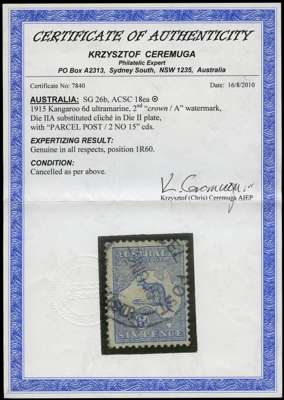 CERTIFICATE OF AUTHENTICITY
KRZYSZTOF CEREMUGA
Philatelic Expert
PO Box A2313, Sydney South, NSW 1235, Australia
Certificate No: 7840 Date: 16/8/2010
AUSTRALIA: SG 26b, ACSC 18ea ⊙
1915 Kangaroo 6d ultramarine, 2nd "crown / A" watermark,
Die IIA substituted cliché in Die II plate,
with "PARCEL POST / 2 NO 15" cds.
EXPERTIZING RESULT:
Genuine in all respects, position 1R60.
CONDITION:
Cancelled as per above.
K. Ceremuga
Krzysztof (Chris) Ceremuga AIEP
AUSTRALIA
SIX PENCE